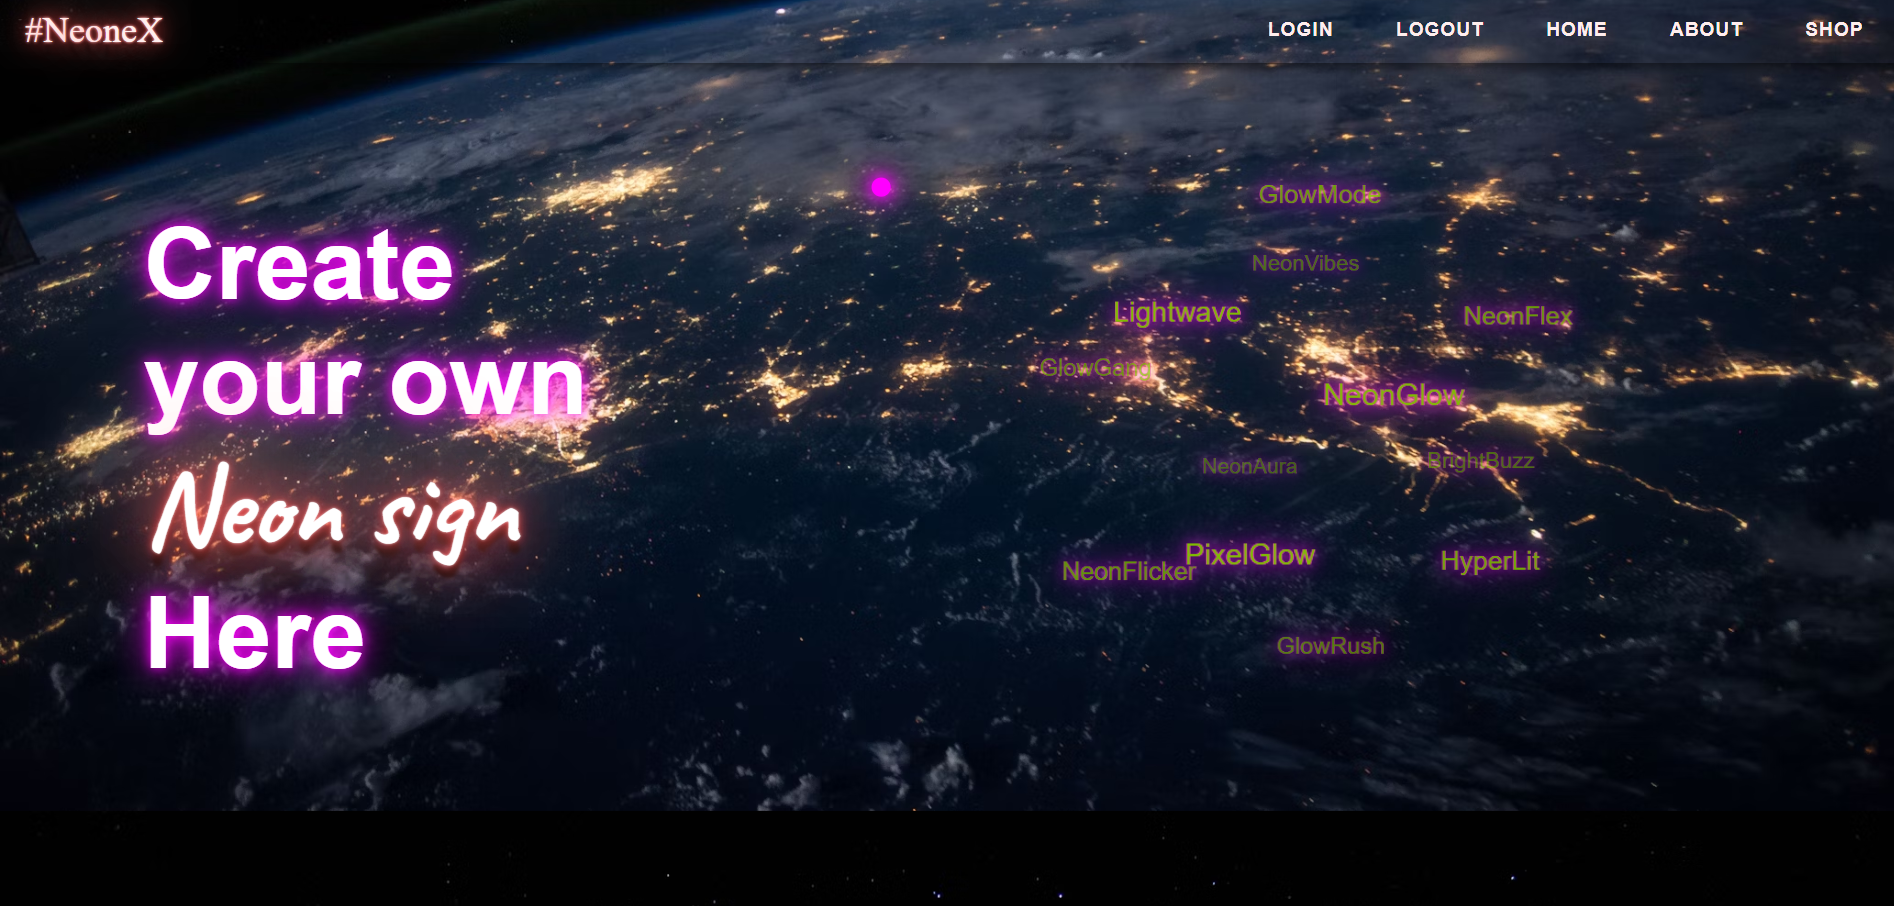 #NeoneX
LOGIN LOGOUT HOME ABOUT SHOP
Create
your own
Neon sign
Here
GlowMode
NeonVibes
Lightwave
NeonFlex
GlowGang
NeonGlow
BrightBuzz
NeonAura
PixelGlow
HyperLit
NeonFlicker
GlowRush